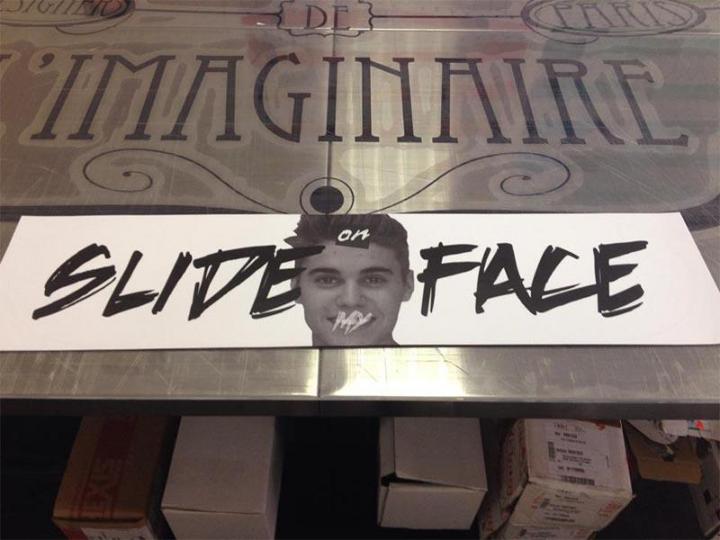 DE
PARIS
L'IMAGINAIRE
SLIDE on MY FACE